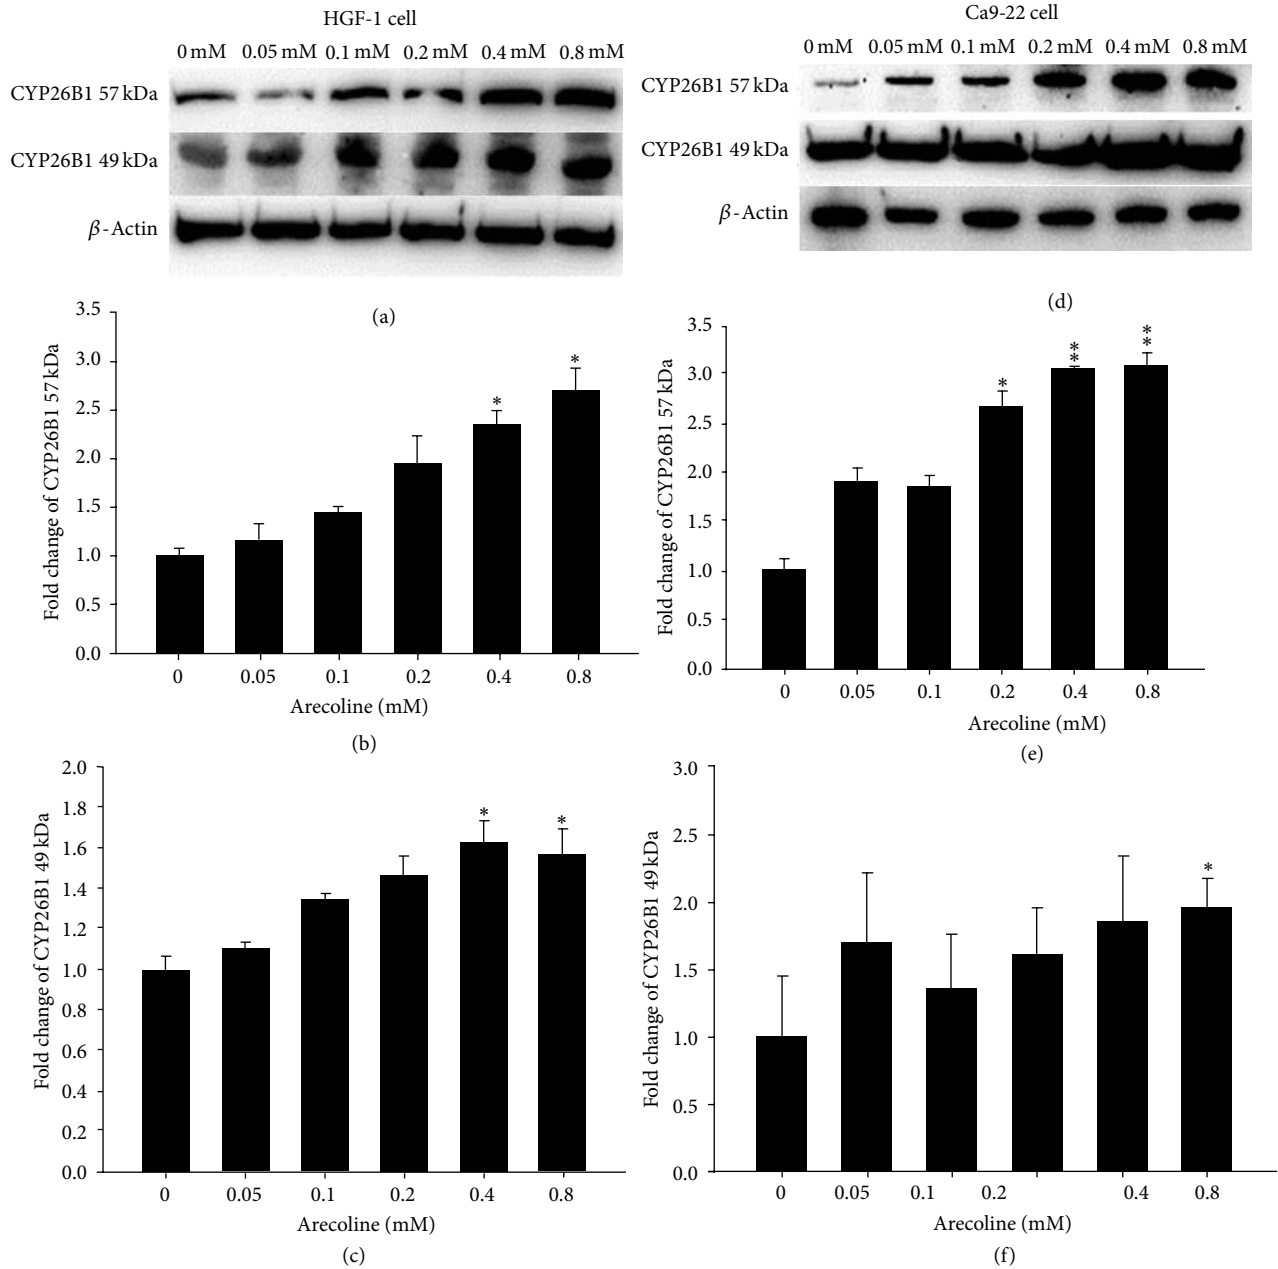 HGF-1 cell
0 mM 0.05 mM 0.1 mM 0.2 mM 0.4 mM 0.8 mM
CYP26B1 57 kDa
CYP26B1 49 kDa
β-Actin
(a)
Ca9-22 cell
0 mM 0.05 mM 0.1 mM 0.2 mM 0.4 mM 0.8 mM
CYP26B1 57 kDa
CYP26B1 49 kDa
β-Actin
(d)
Fold change of CYP26B1 57 kDa
3.5
3.0
2.5
2.0
1.5
1.0
0.5
0.0
*
*
0 0.05 0.1 0.2 0.4 0.8
Arecoline (mM)
(b)
Fold change of CYP26B1 57 kDa
3.5
3.0
2.5
2.0
1.5
1.0
0.5
0.0
*
**
**
0 0.05 0.1 0.2 0.4 0.8
Arecoline (mM)
(e)
Fold change of CYP26B1 49 kDa
2.0
1.8
1.6
1.4
1.2
1.0
0.8
0.6
0.4
0.2
0.0
*
*
0 0.05 0.1 0.2 0.4 0.8
Arecoline (mM)
(c)
Fold change of CYP26B1 49 kDa
3.0
2.5
2.0
1.5
1.0
0.5
0.0
*
0 0.05 0.1 0.2 0.4 0.8
Arecoline (mM)
(f)